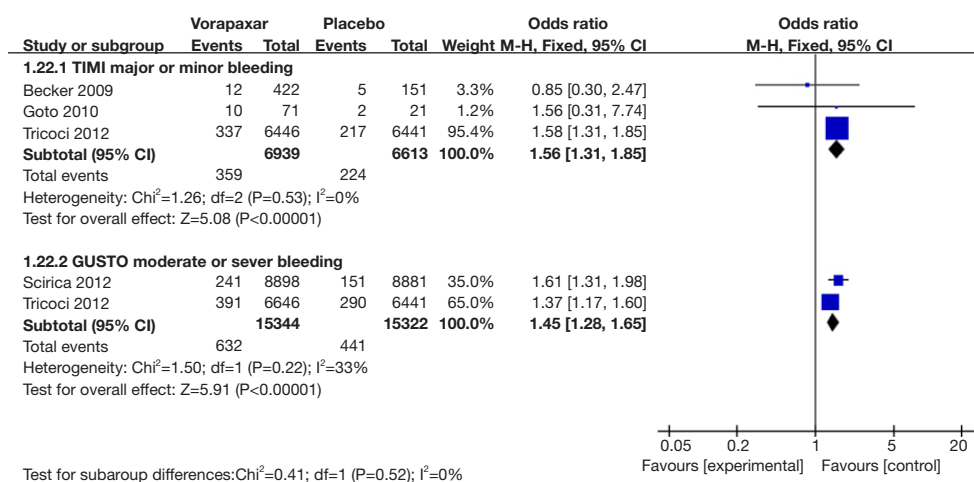 Vorapaxar Placebo Odds ratio Odds ratio
Study or subgroup Events Total Events Total Weight M-H, Fixed, 95% CI M-H, Fixed, 95% CI
1.22.1 TIMI major or minor bleeding
Becker 2009 12 422 5 151 3.3% 0.85 [0.30, 2.47]
Goto 2010 10 71 2 21 1.2% 1.56 [0.31, 7.74]
Tricoci 2012 337 6446 217 6441 95.4% 1.58 [1.31, 1.85]
Subtotal (95% CI) 6939 6613 100.0% 1.56 [1.31, 1.85]
Total events 359 224
Heterogeneity: Chi²=1.26; df=2 (P=0.53); I²=0%
Test for overall effect: Z=5.08 (P<0.00001)
1.22.2 GUSTO moderate or sever bleeding
Scirica 2012 241 8898 151 8881 35.0% 1.61 [1.31, 1.98]
Tricoci 2012 391 6646 290 6441 65.0% 1.37 [1.17, 1.60]
Subtotal (95% CI) 15344 15322 100.0% 1.45 [1.28, 1.65]
Total events 632 441
Heterogeneity: Chi²=1.50; df=1 (P=0.22); I²=33%
Test for overall effect: Z=5.91 (P<0.00001)
0.05 0.2 1 5 20
Favours [experimental] Favours [control]
Test for subaroup differences:Chi²=0.41; df=1 (P=0.52); I²=0%